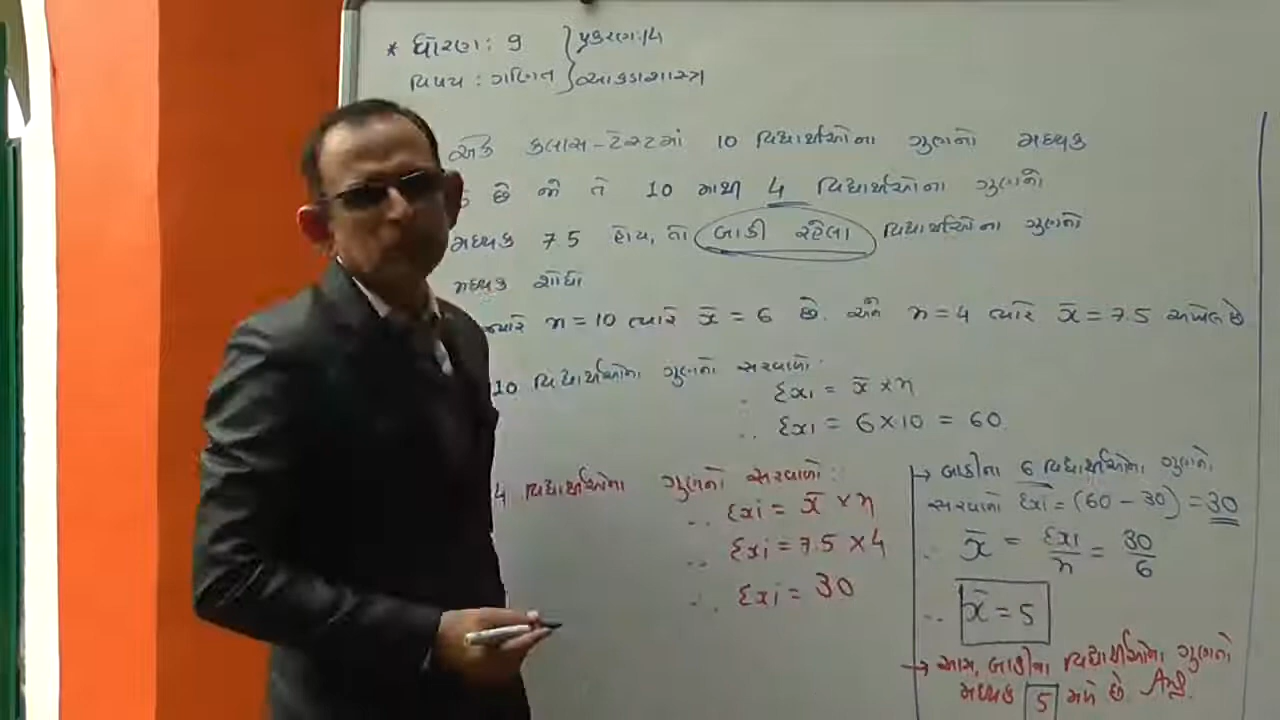 * ધોરણ : 9 } પ્રકરણ:14
વિષય : ગણિત } આંકડાશાસ્ત્ર
એક કલાસ-ટેસ્ટમાં 10 વિદ્યાર્થીઓના ગુણનો મધ્યક
છે જો તે 10 માથી 4 વિદ્યાર્થીઓના ગુણનો
મધ્યક 7.5 હોય, તો બાકી રહેલા વિદ્યાર્થીઓના ગુણનો
મધ્યક શોધો
જ્યારે n = 10 ત્યારે x̄ = 6 છે. અને n = 4 ત્યારે x̄ = 7.5 આપેલ છે
10 વિદ્યાર્થીઓના ગુણનો સરવાળો :
∴ Σxi = x̄ × n
∴ Σxi = 6 × 10 = 60
4 વિદ્યાર્થીઓના ગુણનો સરવાળો :
∴ Σxi = x̄ × n
∴ Σxi = 7.5 × 4
∴ Σxi = 30
→ બાકીના 6 વિદ્યાર્થીઓના ગુણનો
સરવાળો Σxi = (60 - 30) = 30
∴ x̄ = Σxi/n = 30/6
∴ x̄ = 5
→ આમ, બાકીના વિદ્યાર્થીઓના ગુણનો
મધ્યક 5 મળે છે. Ans.